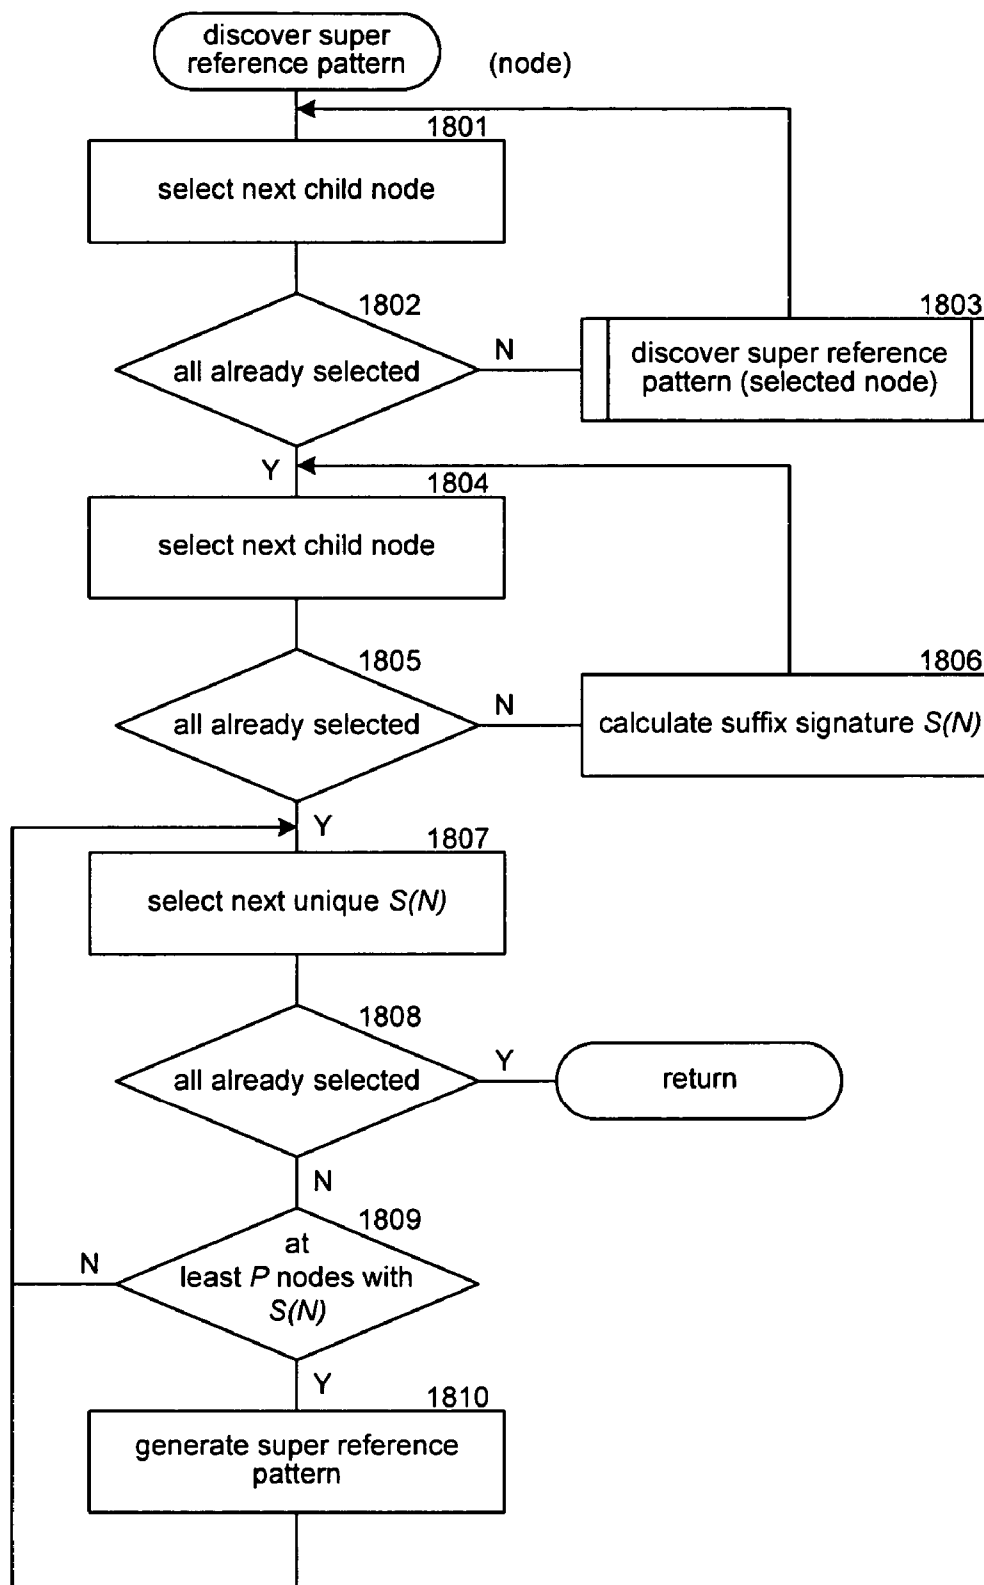 discover super
reference pattern
(node)
1801
select next child node
1802
all already selected
N
1803
discover super reference
pattern (selected node)
Y
1804
select next child node
1805
all already selected
N
1806
calculate suffix signature S(N)
Y
1807
select next unique S(N)
1808
all already selected
Y
return
N
1809
at
least P nodes with
S(N)
N
Y
1810
generate super reference
pattern